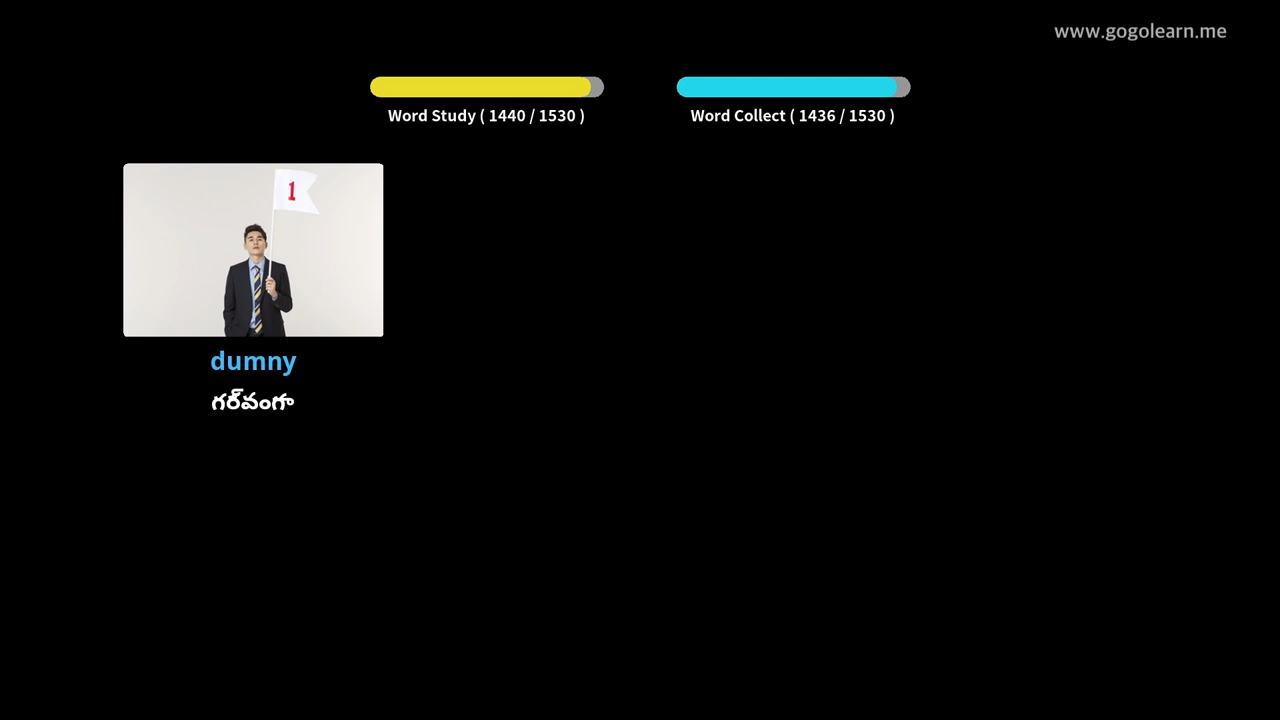 www.gogolearn.me
Word Study ( 1440 / 1530 )
Word Collect ( 1436 / 1530 )
1
dumny
గర్‌వంగా